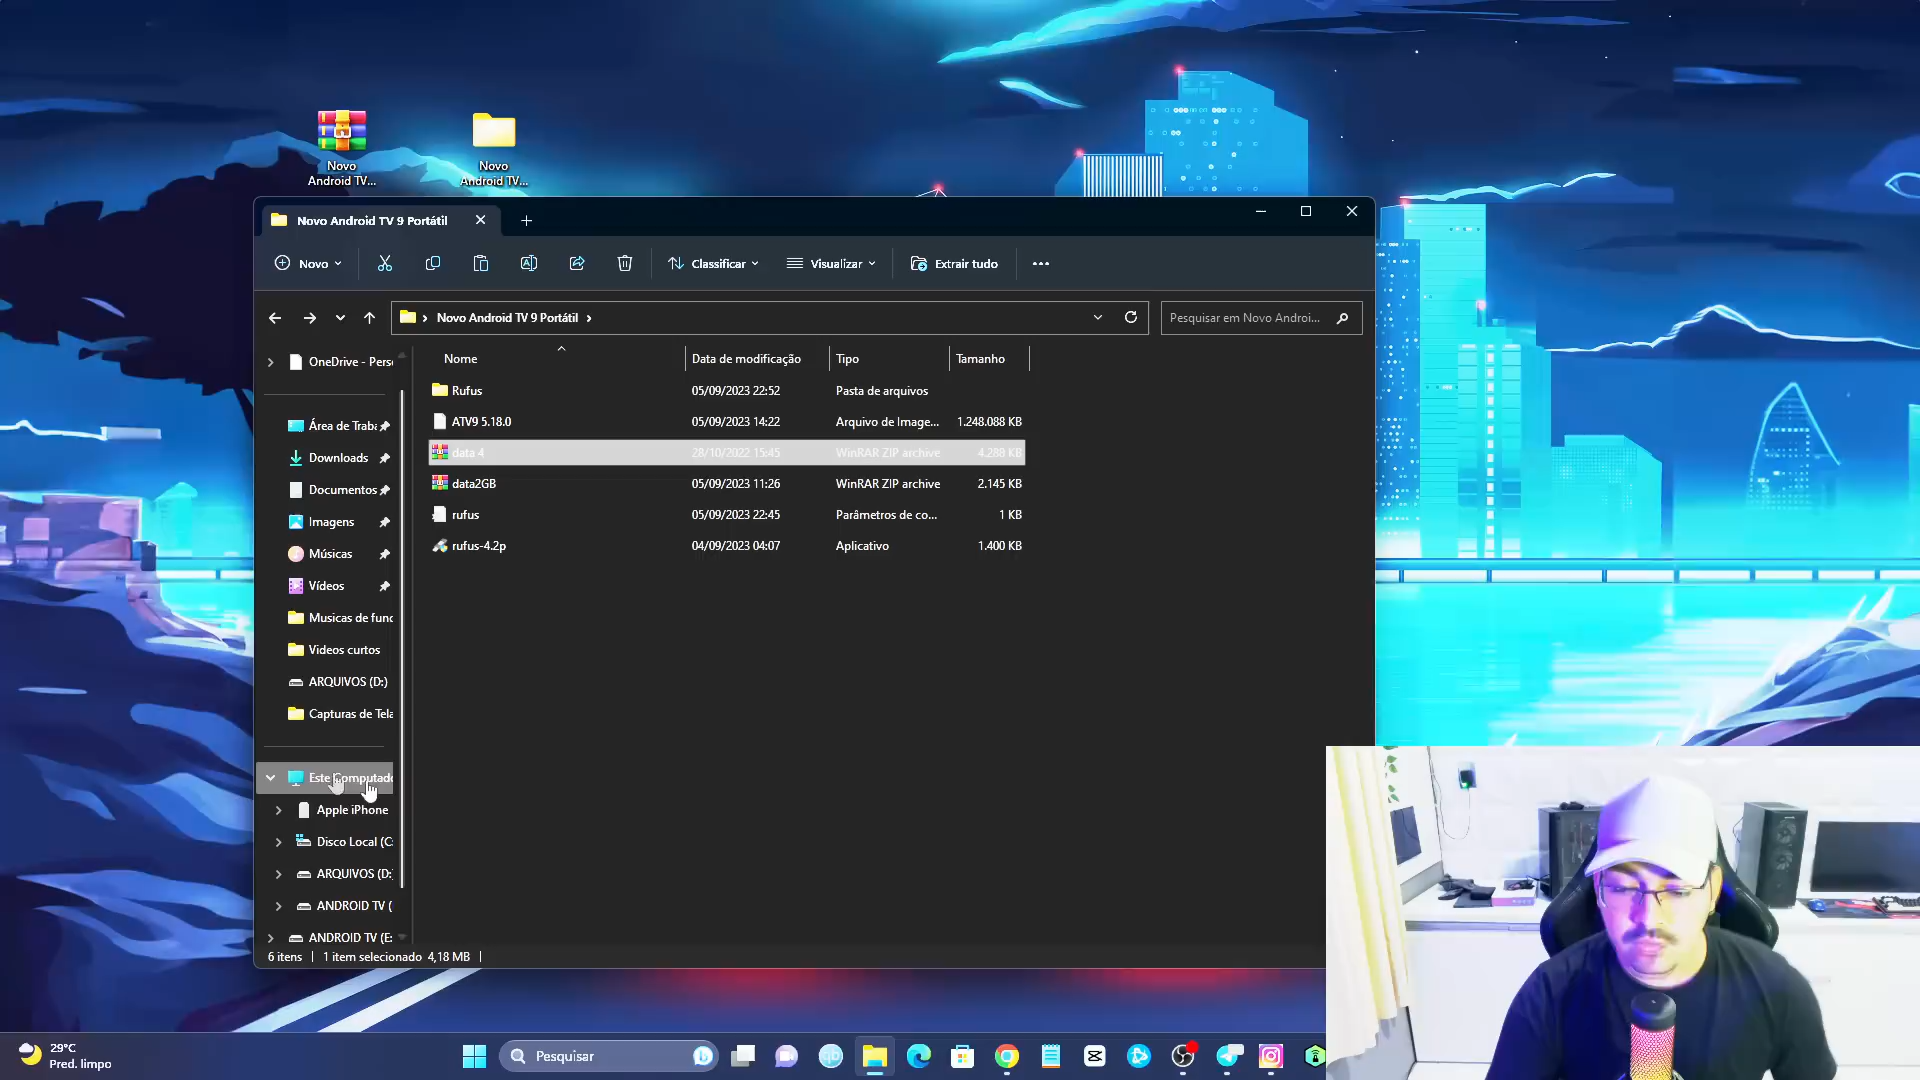 Novo
Android TV...
Novo
Android TV...
Novo Android TV 9 Portátil
Novo
Classificar
Visualizar
Extrair tudo
Novo Android TV 9 Portátil
Pesquisar em Novo Androi...
OneDrive - Pers
Nome
Data de modificação
Tipo
Tamanho
Rufus
05/09/2023 22:52
Pasta de arquivos
ATV9 5.18.0
05/09/2023 14:22
Arquivo de Image...
1.248.088 KB
data 4
28/10/2022 15:45
WinRAR ZIP archive
4.288 KB
data2GB
05/09/2023 11:26
WinRAR ZIP archive
2.145 KB
rufus
05/09/2023 22:45
Parâmetros de co...
1 KB
rufus-4.2p
04/09/2023 04:07
Aplicativo
1.400 KB
Área de Traba
Downloads
Documentos
Imagens
Músicas
Vídeos
Musicas de func
Videos curtos
ARQUIVOS (D:)
Capturas de Tela
Este Computado
Apple iPhone
Disco Local (C:
ARQUIVOS (D:
ANDROID TV (
ANDROID TV (E:
6 itens
1 item selecionado 4,18 MB
29°C
Pred. limpo
Pesquisar